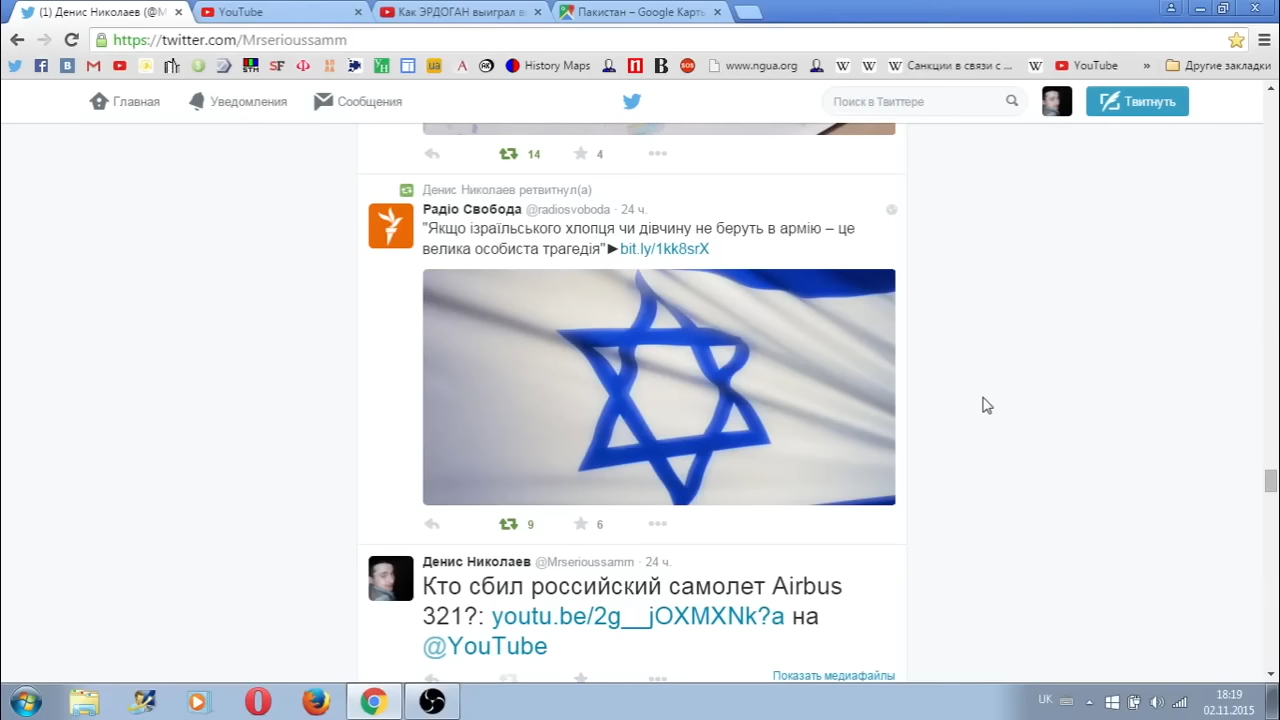 (1) Денис Николаев (@М
YouTube
Как ЭРДОГАН выиграл в
Пакистан – Google Карт
https://twitter.com/Mrserioussamm
STH
SF
ua
History Maps
B
SOS
www.ngua.org
W
W
W Санкции в связи с ...
W
YouTube
»
Другие закладки
Главная
Уведомления
Сообщения
Поиск в Твиттере
Твитнуть
14
4
Денис Николаев ретвитнул(а)
Радіо Свобода @radiosvoboda · 24 ч.
"Якщо ізраїльського хлопця чи дівчину не беруть в армію – це
велика особиста трагедія"►bit.ly/1kk8srX
9
6
Денис Николаев @Mrserioussamm · 24 ч.
Кто сбил российский самолет Airbus
321?: youtu.be/2g__jOXMXNk?a на
@YouTube
Показать медиафайлы
UK
18:19
02.11.2015